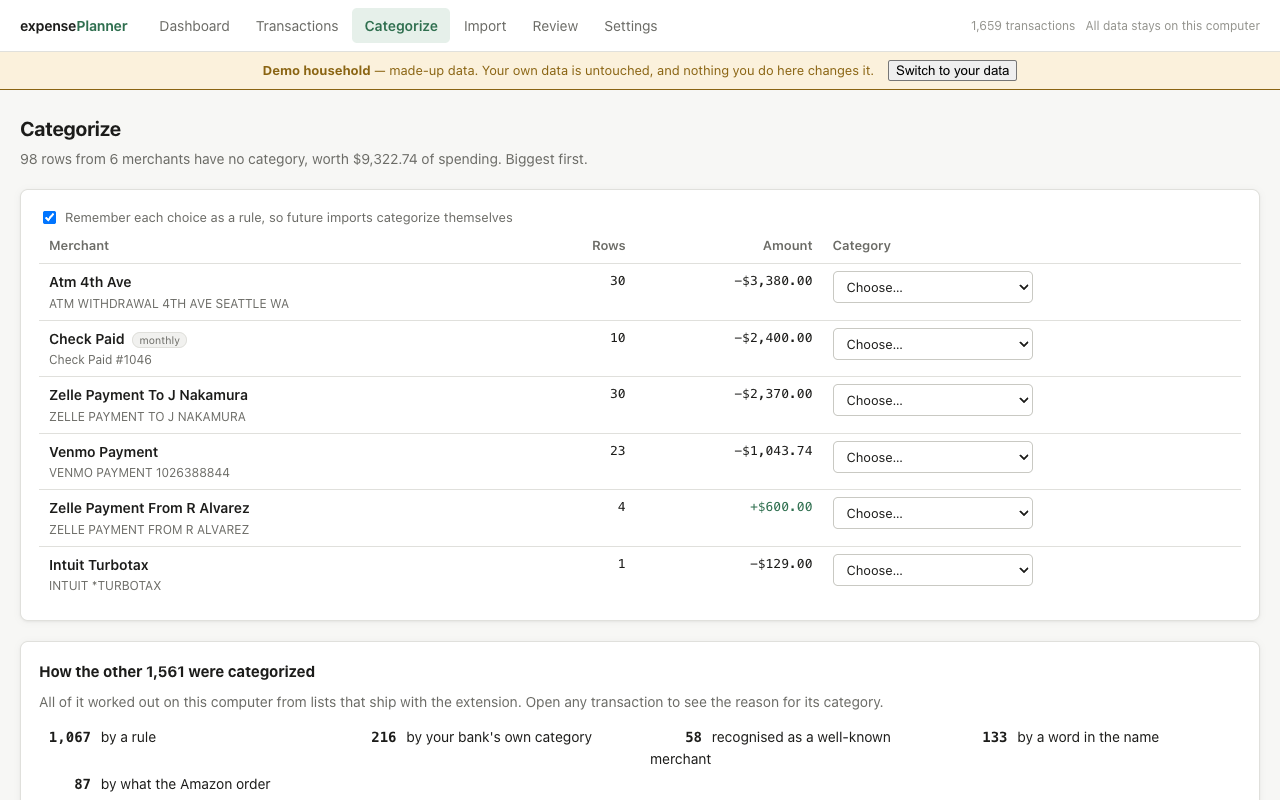 expensePlanner Dashboard Transactions Categorize Import Review Settings 1,659 transactions All data stays on this computer
Demo household — made-up data. Your own data is untouched, and nothing you do here changes it. Switch to your data
Categorize
98 rows from 6 merchants have no category, worth $9,322.74 of spending. Biggest first.
Remember each choice as a rule, so future imports categorize themselves
Merchant Rows Amount Category
Atm 4th Ave 30 −$3,380.00 Choose...
ATM WITHDRAWAL 4TH AVE SEATTLE WA
Check Paid monthly 10 −$2,400.00 Choose...
Check Paid #1046
Zelle Payment To J Nakamura 30 −$2,370.00 Choose...
ZELLE PAYMENT TO J NAKAMURA
Venmo Payment 23 −$1,043.74 Choose...
VENMO PAYMENT 1026388844
Zelle Payment From R Alvarez 4 +$600.00 Choose...
ZELLE PAYMENT FROM R ALVAREZ
Intuit Turbotax 1 −$129.00 Choose...
INTUIT *TURBOTAX
How the other 1,561 were categorized
All of it worked out on this computer from lists that ship with the extension. Open any transaction to see the reason for its category.
1,067 by a rule 216 by your bank's own category 58 recognised as a well-known merchant 133 by a word in the name
87 by what the Amazon order